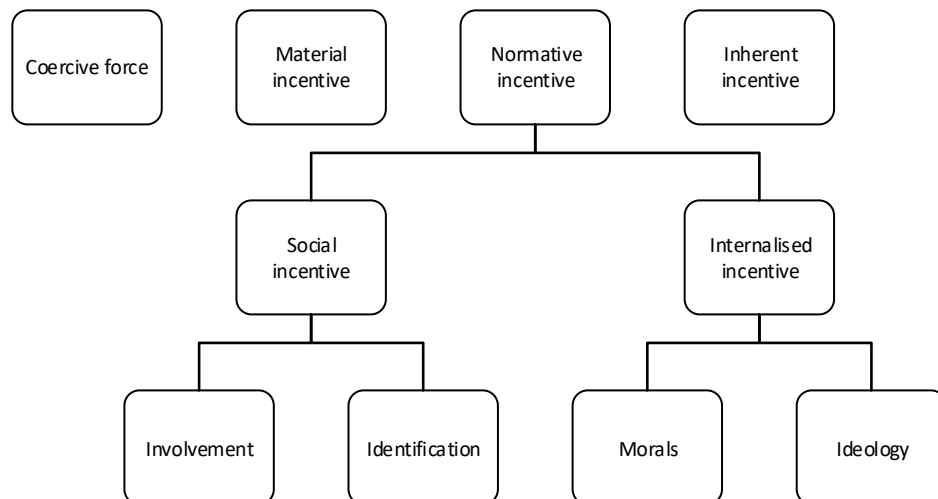 Coercive force
Material
incentive
Normative
incentive
Inherent
incentive
Social
incentive
Internalised
incentive
Involvement
Identification
Morals
Ideology